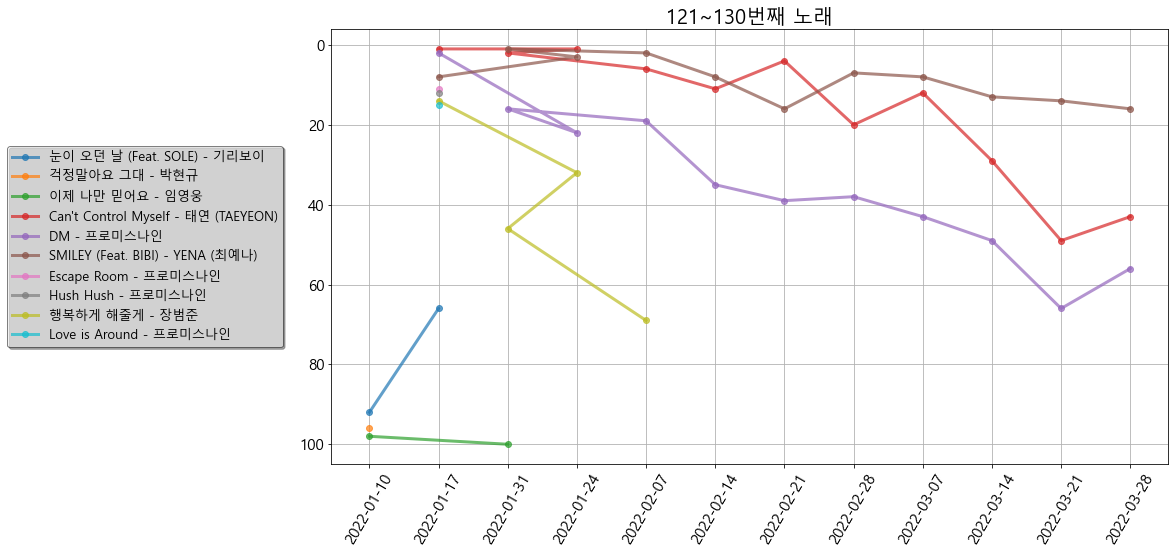 121~130번째 노래
눈이 오던 날 (Feat. SOLE) - 기리보이
걱정말아요 그대 - 박현규
이제 나만 믿어요 - 임영웅
Can't Control Myself - 태연 (TAEYEON)
DM - 프로미스나인
SMILEY (Feat. BIBI) - YENA (최예나)
Escape Room - 프로미스나인
Hush Hush - 프로미스나인
행복하게 해줄게 - 장범준
Love is Around - 프로미스나인
0
20
40
60
80
100
2022-01-10
2022-01-17
2022-01-31
2022-01-24
2022-02-07
2022-02-14
2022-02-21
2022-02-28
2022-03-07
2022-03-14
2022-03-21
2022-03-28